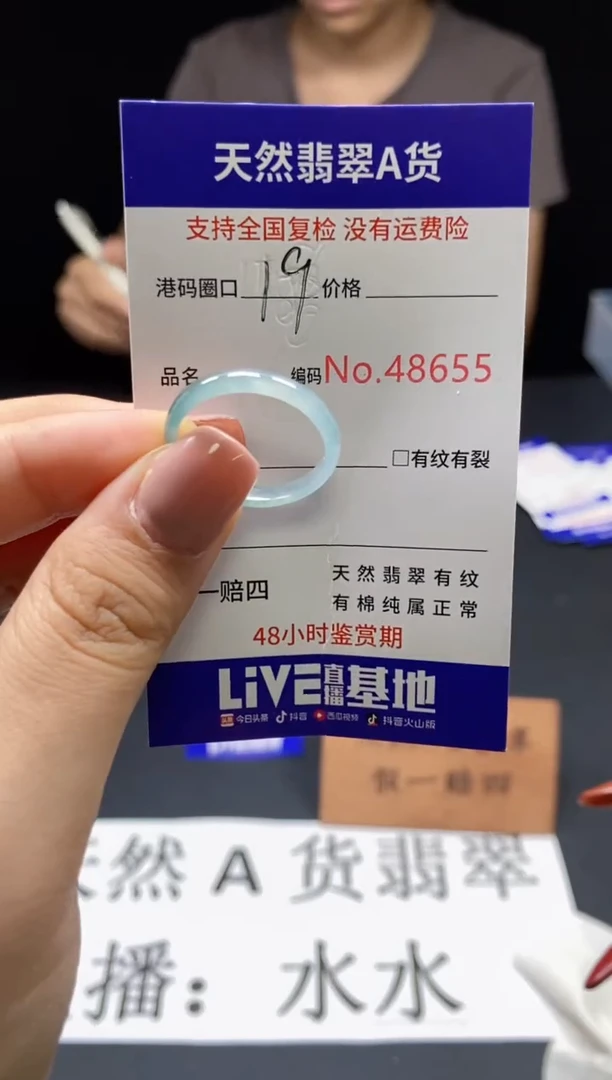 天然翡翠A货
支持全国复检 没有运费险
港码圈口 19 价格
品名 编码No.48655
□有纹有裂
一赔四
天然翡翠有纹
有棉纯属正常
48小时鉴赏期
LiVE直播基地
今日头条 抖音 西瓜视频 抖音火山版
假一赔四
天然A货翡翠
播：水水